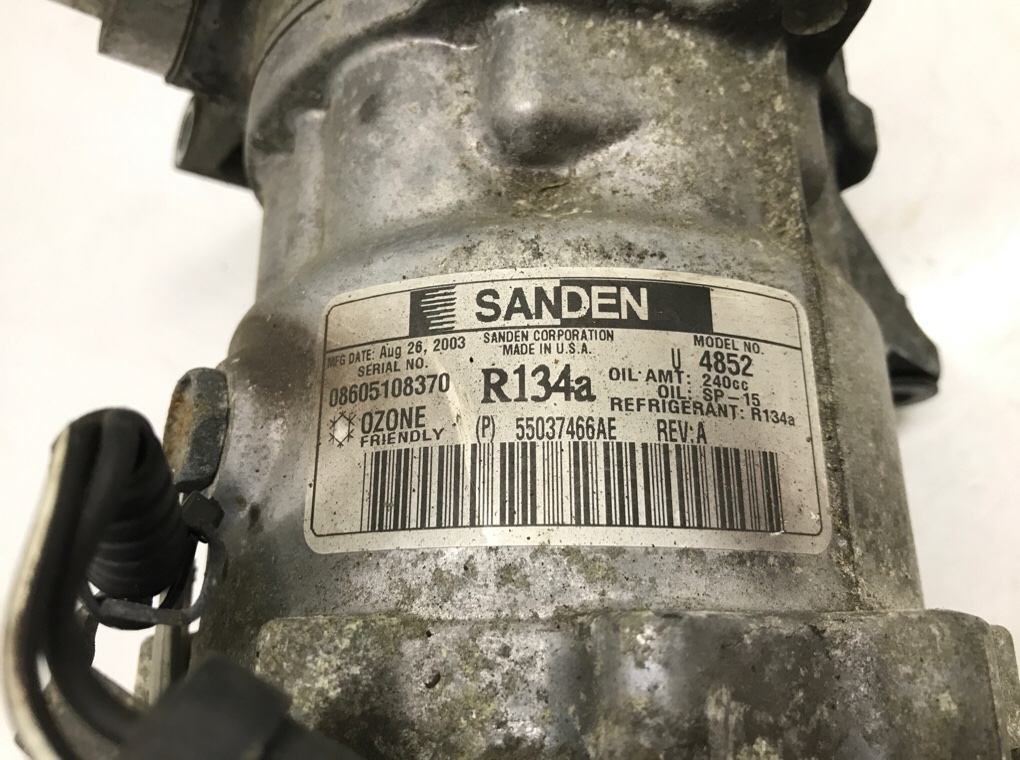 SANDEN
SANDEN CORPORATION
MADE IN U.S.A.
MFG DATE: Aug 26, 2003
SERIAL NO.
08605108370
R134a
MODEL NO.
U 4852
OIL AMT: 240cc
OIL: SP-15
REFRIGERANT: R134a
OZONE
FRIENDLY
(P) 55037466AE REV:A